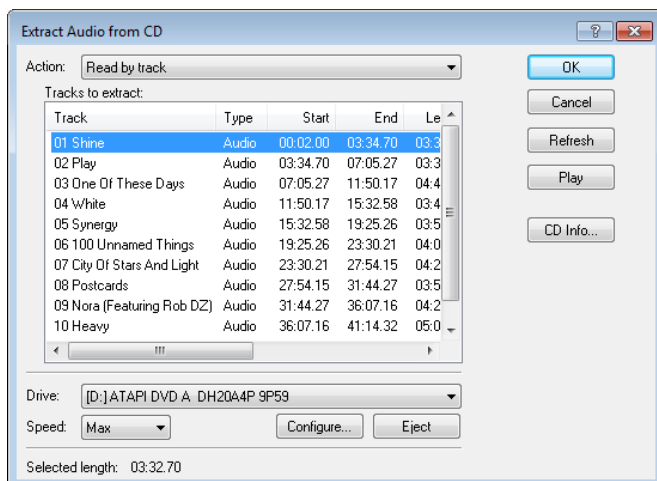 Extract Audio from CD
Action: Read by track
OK
Tracks to extract:
Cancel
Track Type Start End Le
01 Shine Audio 00:02.00 03:34.70 03:3
Refresh
02 Play Audio 03:34.70 07:05.27 03:3
03 One Of These Days Audio 07:05.27 11:50.17 04:4
Play
04 White Audio 11:50.17 15:32.58 03:4
05 Synergy Audio 15:32.58 19:25.26 03:5
CD Info...
06 100 Unnamed Things Audio 19:25.26 23:30.21 04:0
07 City Of Stars And Light Audio 23:30.21 27:54.15 04:2
08 Postcards Audio 27:54.15 31:44.27 03:5
09 Nora (Featuring Rob DZ) Audio 31:44.27 36:07.16 04:2
10 Heavy Audio 36:07.16 41:14.32 05:0
Drive: [D:] ATAPI DVD A DH20A4P 9P59
Speed: Max Configure... Eject
Selected length: 03:32.70